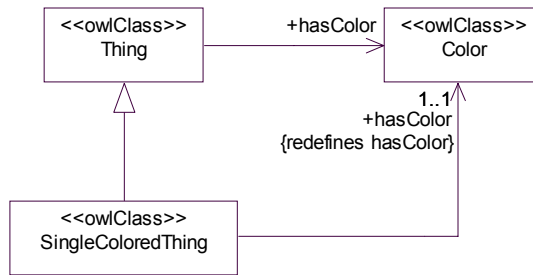 <<owlClass>>
Thing
+hasColor
<<owlClass>>
Color
1..1
+hasColor
{redefines hasColor}
<<owlClass>>
SingleColoredThing